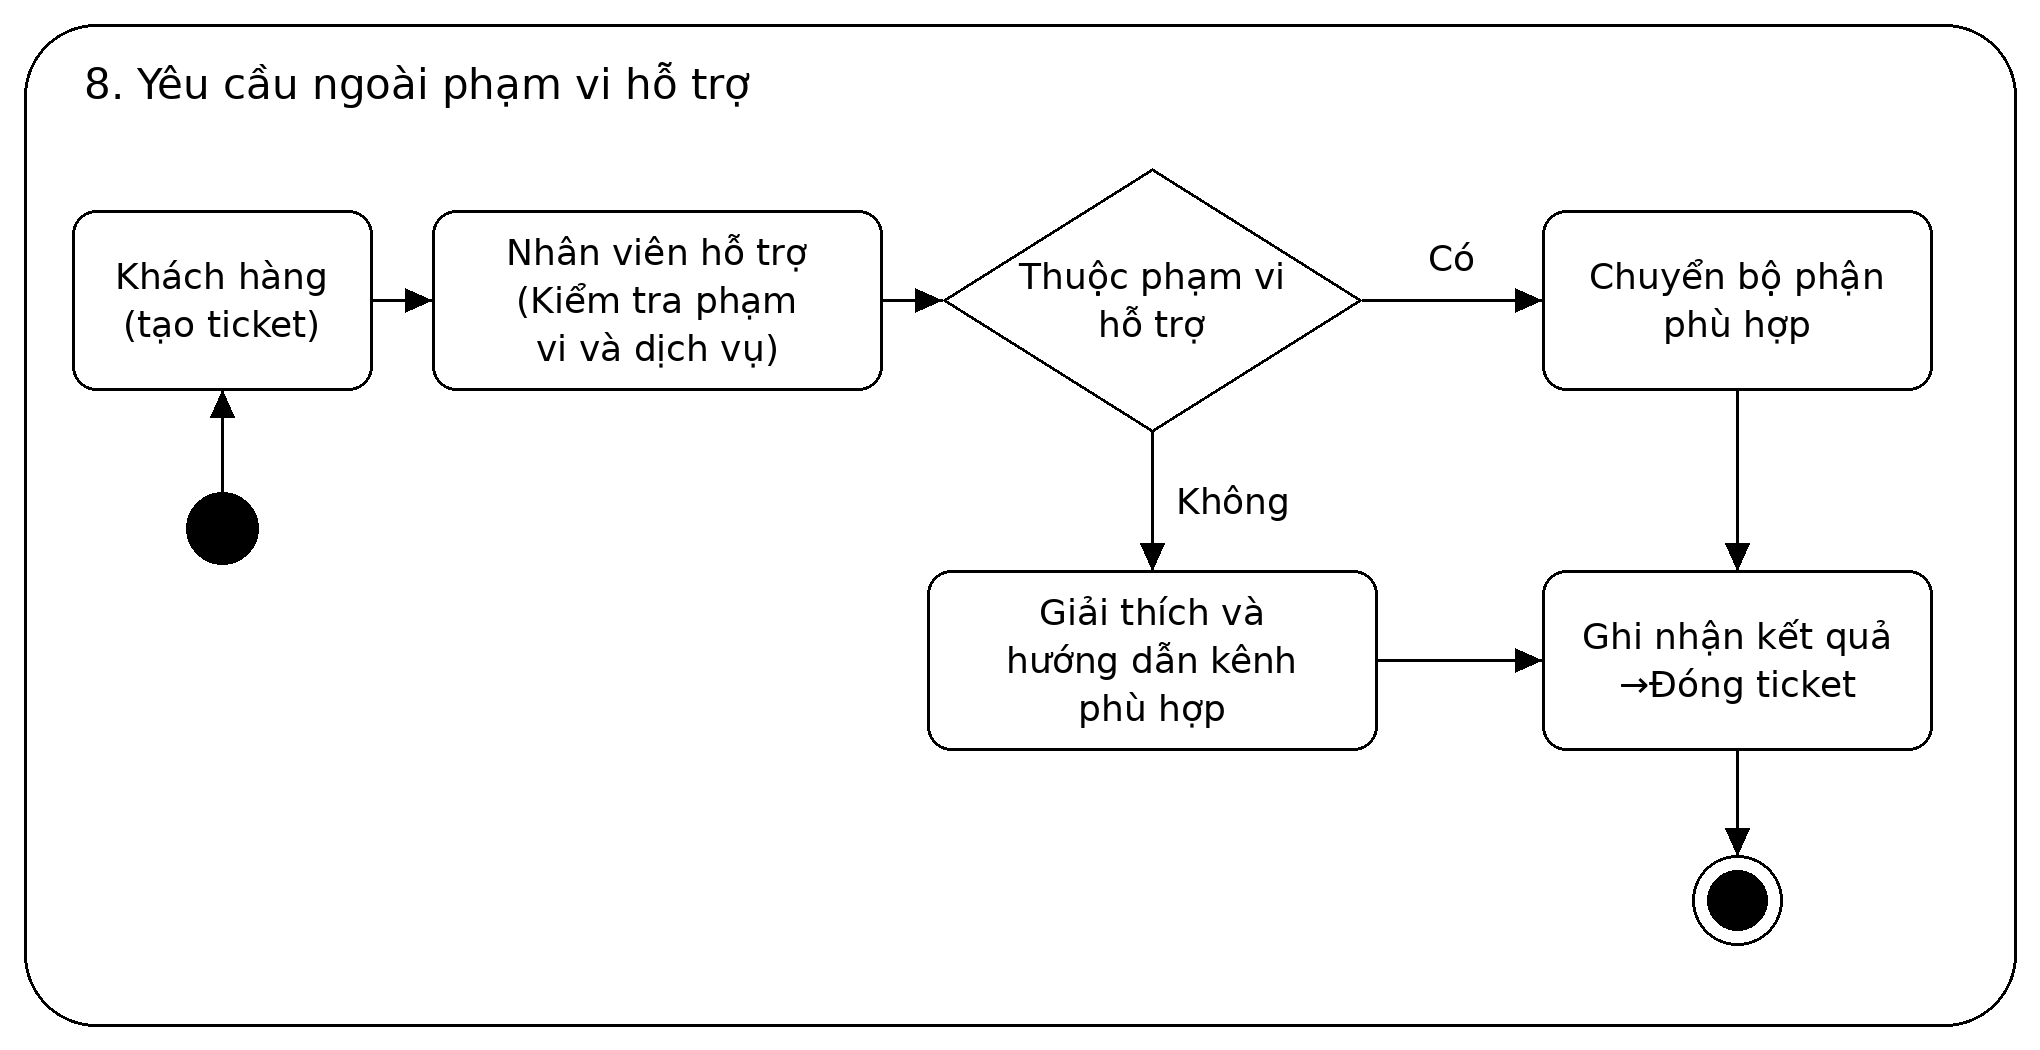 8. Yêu cầu ngoài phạm vi hỗ trợ
Khách hàng
(tạo ticket)
Nhân viên hỗ trợ
(Kiểm tra phạm
vi và dịch vụ)
Thuộc phạm vi
hỗ trợ
Có
Chuyển bộ phận
phù hợp
Không
Giải thích và
hướng dẫn kênh
phù hợp
Ghi nhận kết quả
→Đóng ticket